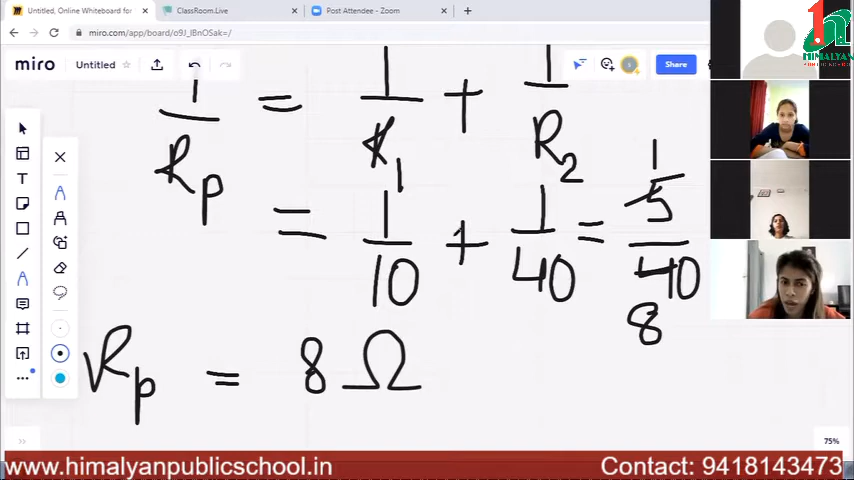 Untitled, Online Whiteboard for
ClassRoom.Live
Post Attendee - Zoom
miro.com/app/board/o9J_lBnOSak=/
miro
Untitled
Share
1/Rp = 1/R1 + 1/R2
= 1/10 + 1/40 = 5/40
1
8
Rp = 8 Ω
75%
HIMALYAN
www.himalyanpublicschool.in
Contact: 9418143473